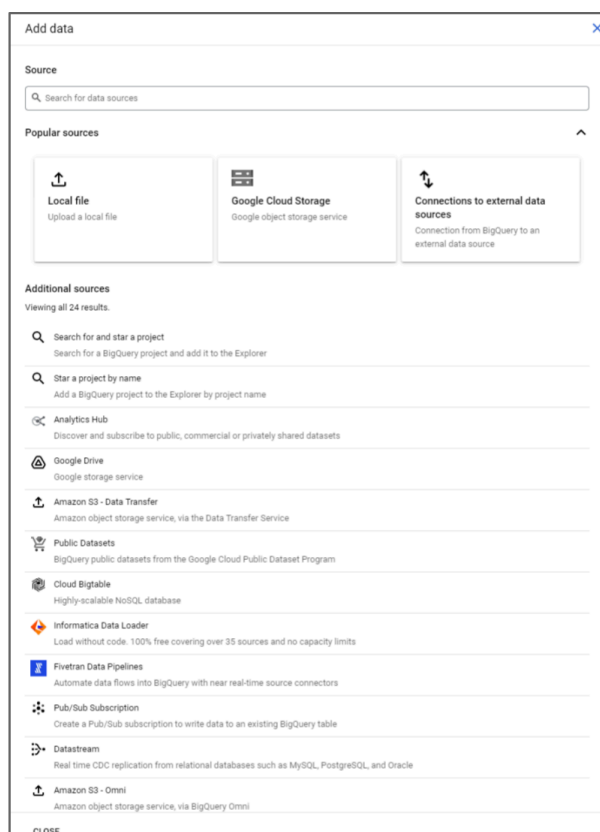 Add data
Source
Search for data sources
Popular sources
Local file
Upload a local file
Google Cloud Storage
Google object storage service
Connections to external data
sources
Connection from BigQuery to an
external data source
Additional sources
Viewing all 24 results.
Search for and star a project
Search for a BigQuery project and add it to the Explorer
Star a project by name
Add a BigQuery project to the Explorer by project name
Analytics Hub
Discover and subscribe to public, commercial or privately shared datasets
Google Drive
Google storage service
Amazon S3 - Data Transfer
Amazon object storage service, via the Data Transfer Service
Public Datasets
BigQuery public datasets from the Google Cloud Public Dataset Program
Cloud Bigtable
Highly-scalable NoSQL database
Informatica Data Loader
Load without code. 100% free covering over 35 sources and no capacity limits
Fivetran Data Pipelines
Automate data flows into BigQuery with near real-time source connectors
Pub/Sub Subscription
Create a Pub/Sub subscription to write data to an existing BigQuery table
Datastream
Real time CDC replication from relational databases such as MySQL, PostgreSQL, and Oracle
Amazon S3 - Omni
Amazon object storage service, via BigQuery Omni
CLOSE